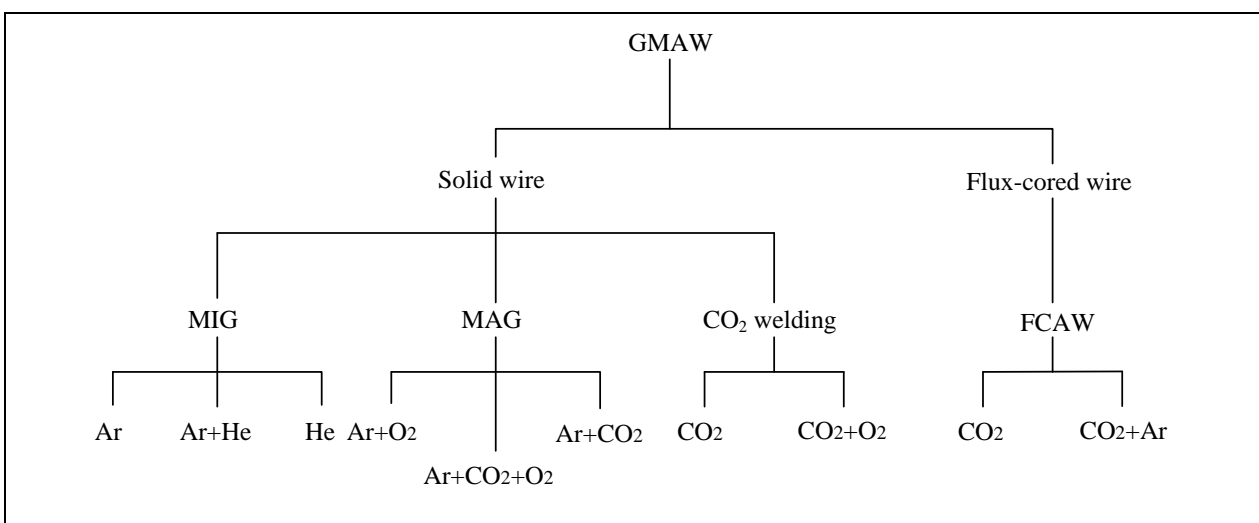 GMAW
Solid wire
Flux-cored wire
MIG
MAG
CO₂ welding
FCAW
Ar
Ar+He
He
Ar+O2
Ar+CO2+O2
Ar+CO2
CO2
CO2+O2
CO2
CO2+Ar